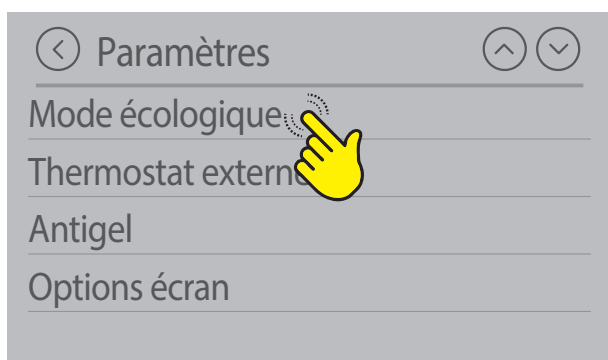 Paramètres
Mode écologique
Thermostat externe
Antigel
Options écran